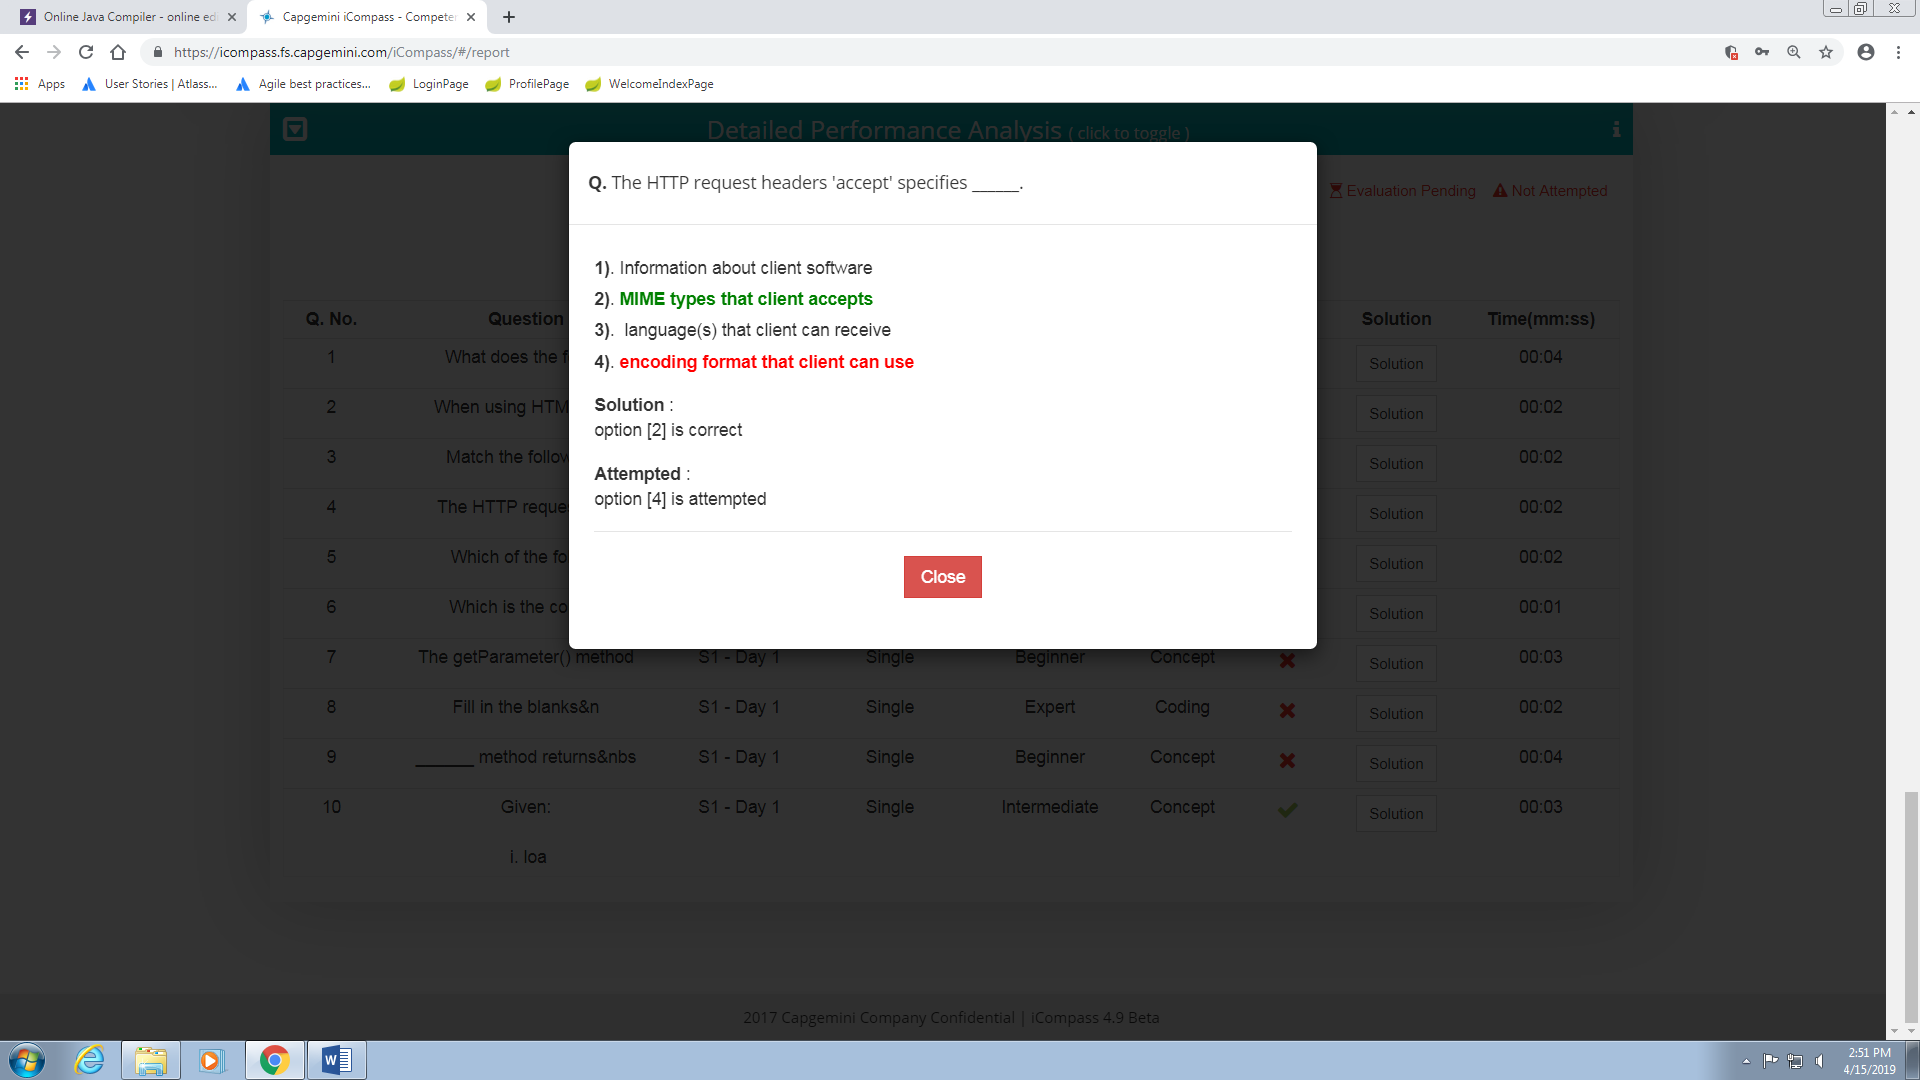 Online Java Compiler - online ed
Capgemini iCompass - Competer
https://icompass.fs.capgemini.com/iCompass/#/report
Apps
User Stories | Atlass...
Agile best practices...
LoginPage
ProfilePage
WelcomeIndexPage
Detailed Performance Analysis ( click to toggle )
Evaluation Pending Not Attempted
Q. The HTTP request headers 'accept' specifies ______.
1). Information about client software
2). MIME types that client accepts
3). language(s) that client can receive
4). encoding format that client can use
Solution :
option [2] is correct
Attempted :
option [4] is attempted
Close
Q. No. Question Solution Time(mm:ss)
1 What does the f Solution 00:04
2 When using HTM Solution 00:02
3 Match the follow Solution 00:02
4 The HTTP reque Solution 00:02
5 Which of the fo Solution 00:02
6 Which is the co Solution 00:01
7 The getParameter() method S1 - Day 1 Single Beginner Concept Solution 00:03
8 Fill in the blanks&n S1 - Day 1 Single Expert Coding Solution 00:02
9 ______ method returns&nbs S1 - Day 1 Single Beginner Concept Solution 00:04
10 Given: S1 - Day 1 Single Intermediate Concept Solution 00:03
i. loa
2017 Capgemini Company Confidential | iCompass 4.9 Beta
2:51 PM
4/15/2019